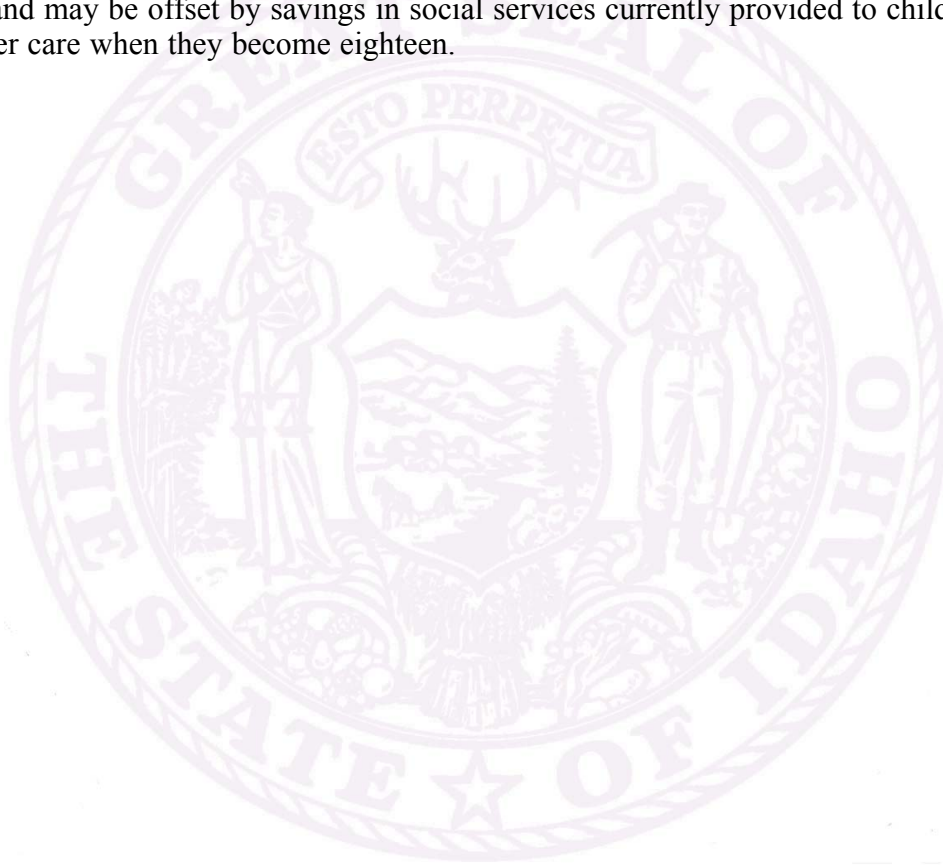 and may be offset by savings in social services currently provided to child
er care when they become eighteen.
GREAT SEAL OF
ESTO PERPETUA
THE STATE OF IDAHO